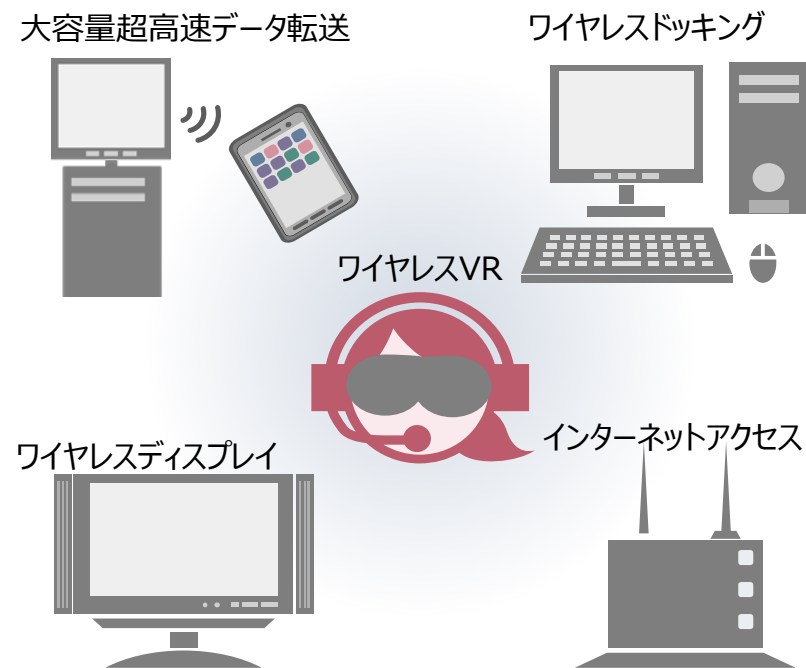 大容量超高速データ転送
ワイヤレスドッキング
ワイヤレスVR
ワイヤレスディスプレイ
インターネットアクセス